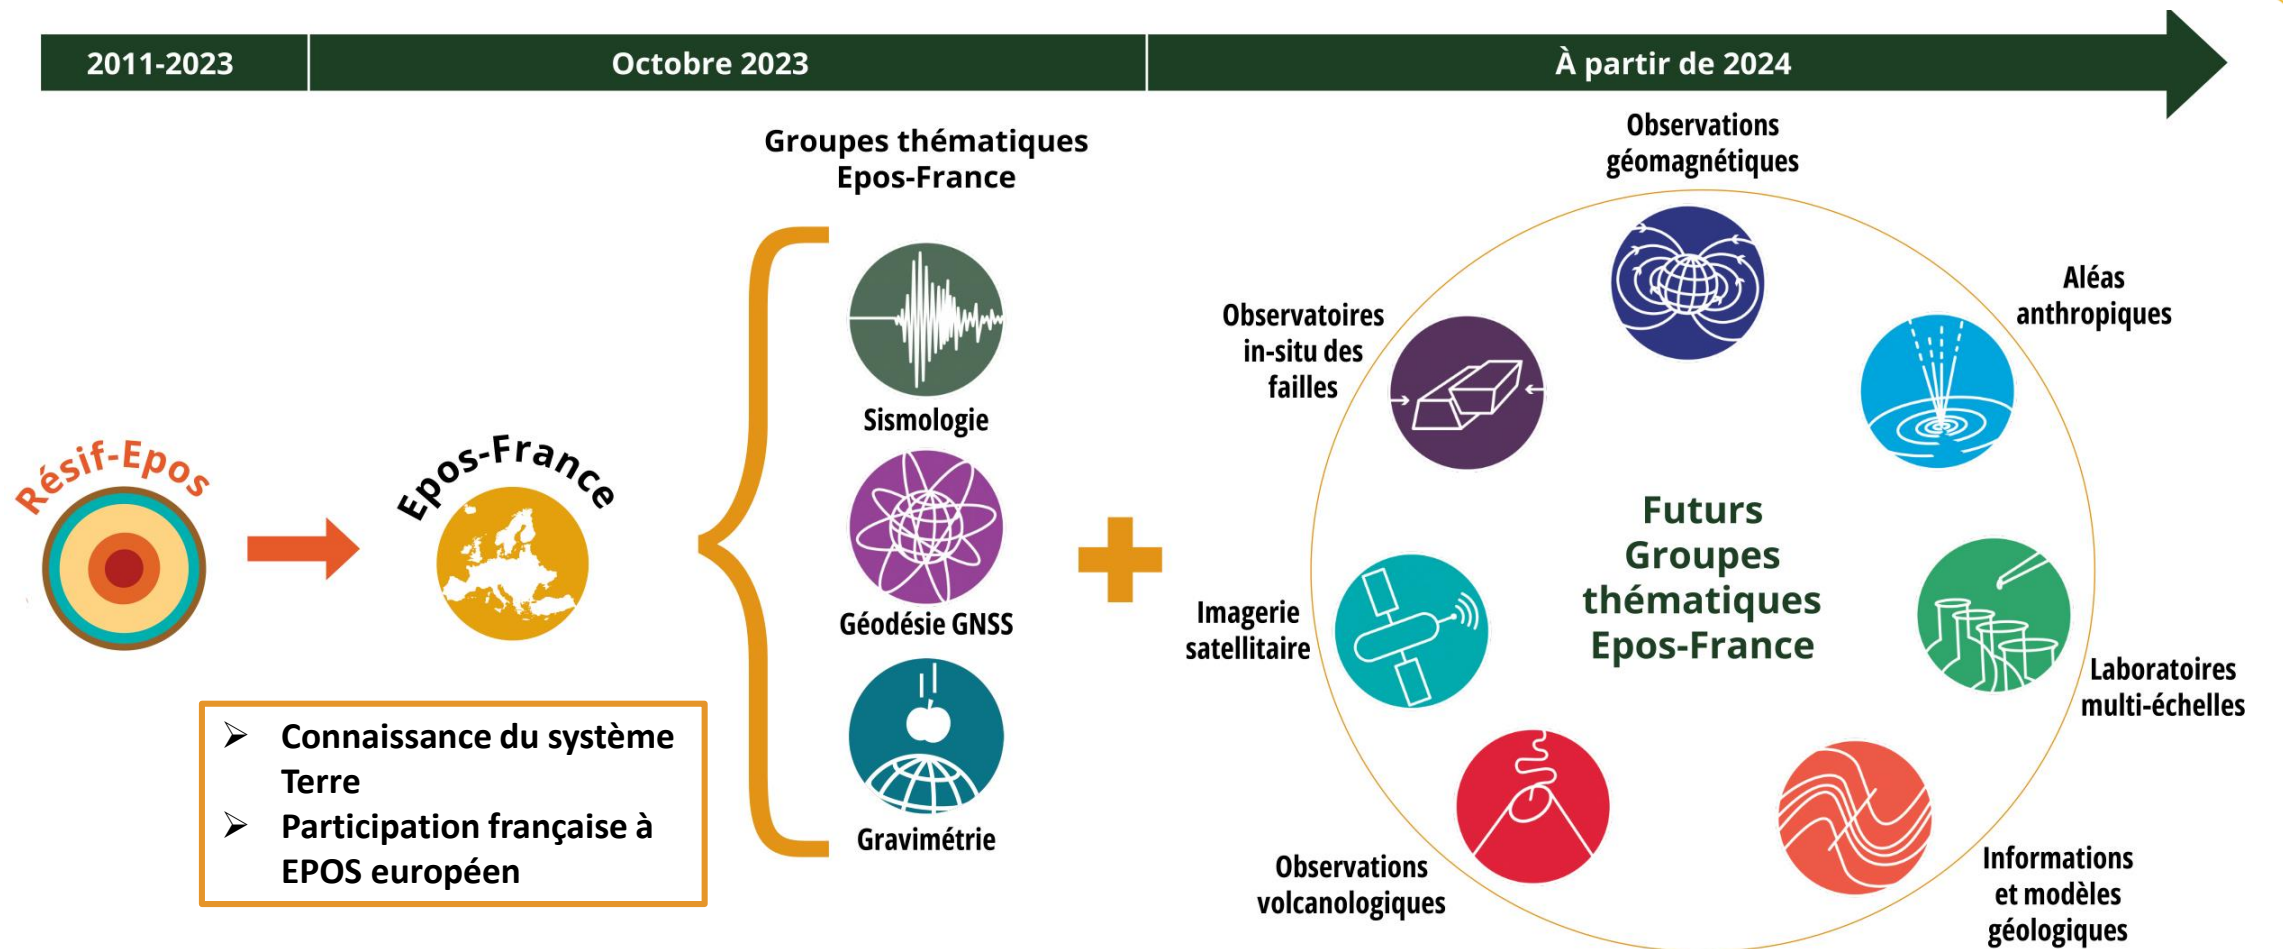 2011-2023
Octobre 2023
À partir de 2024
Groupes thématiques
Epos-France
Sismologie
Géodésie GNSS
Gravimétrie
Résif-Epos
Epos-France
➢ Connaissance du système
Terre
➢ Participation française à
EPOS européen
Observations
géomagnétiques
Aléas
anthropiques
Observatoires
in-situ des
failles
Futurs
Groupes
thématiques
Epos-France
Imagerie
satellitaire
Laboratoires
multi-échelles
Observations
volcanologiques
Informations
et modèles
géologiques